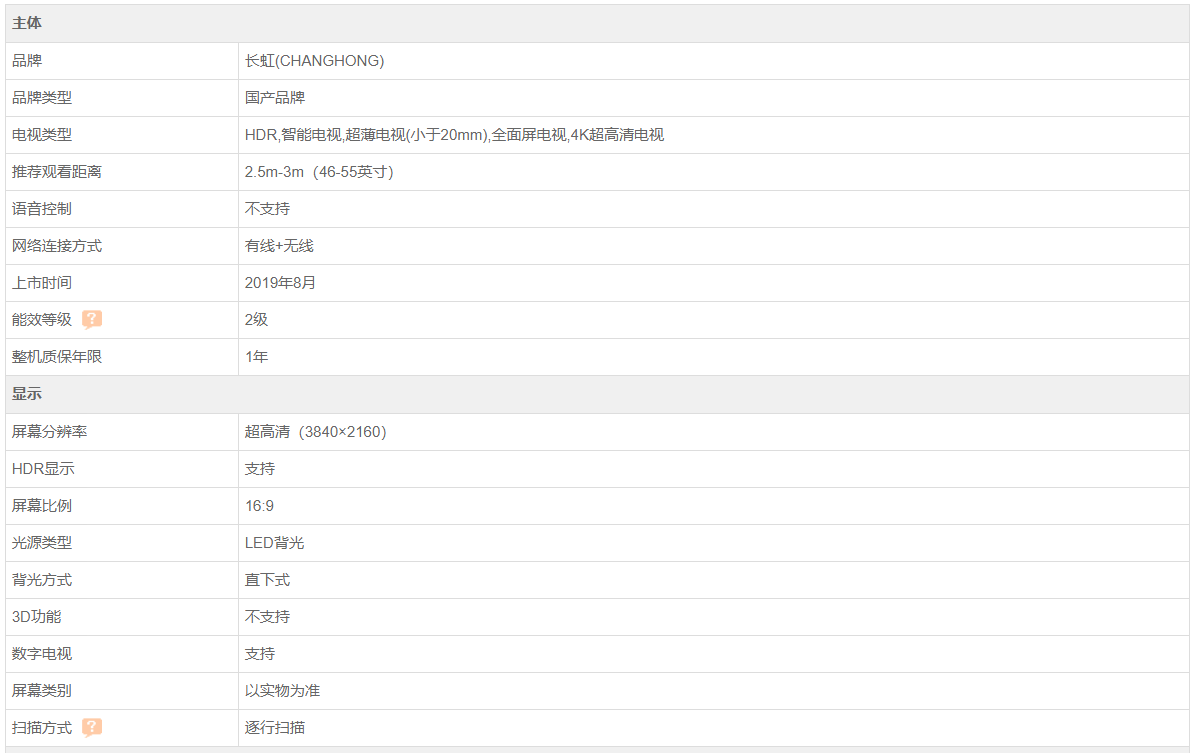 主体
品牌 长虹(CHANGHONG)
品牌类型 国产品牌
电视类型 HDR,智能电视,超薄电视(小于20mm),全面屏电视,4K超高清电视
推荐观看距离 2.5m-3m（46-55英寸）
语音控制 不支持
网络连接方式 有线+无线
上市时间 2019年8月
能效等级 ? 2级
整机质保年限 1年
显示
屏幕分辨率 超高清（3840×2160）
HDR显示 支持
屏幕比例 16:9
光源类型 LED背光
背光方式 直下式
3D功能 不支持
数字电视 支持
屏幕类别 以实物为准
扫描方式 ? 逐行扫描